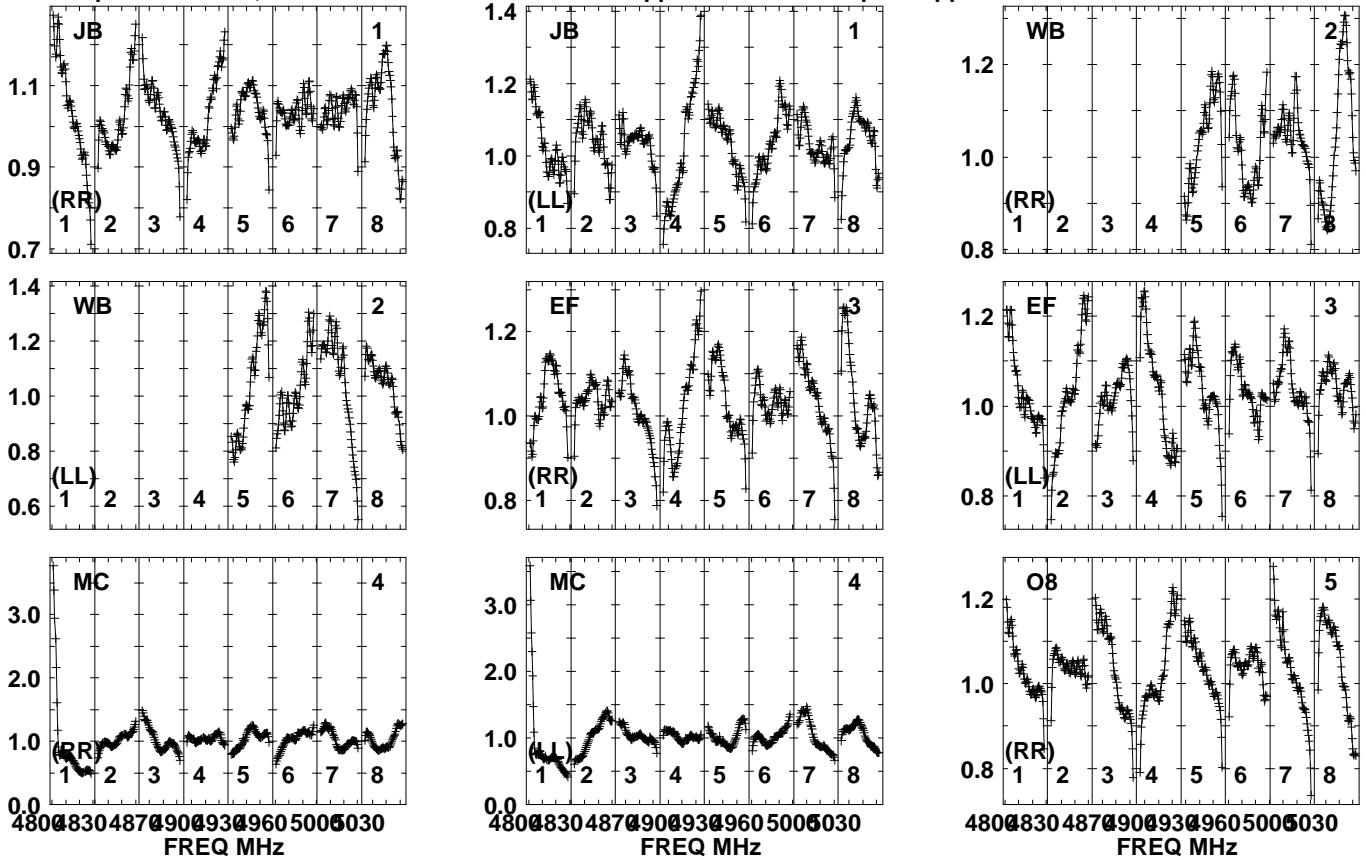 JB 1
1.1
0.9
0.7
(RR)
1 2 3 4 5 6 7 8
JB 1
1.4
1.2
1.0
0.8
(LL)
1 2 3 4 5 6 7 8
WB 2
1.2
1.0
0.8
(RR)
1 2 3 4 5 6 7 8
WB 2
1.4
1.2
1.0
0.8
0.6
(LL)
1 2 3 4 5 6 7 8
EF 3
1.2
1.0
0.8
(RR)
1 2 3 4 5 6 7 8
EF 3
1.2
1.0
0.8
(LL)
1 2 3 4 5 6 7 8
MC 4
3.0
2.0
1.0
0.0
(RR)
1 2 3 4 5 6 7 8
4800 4830 4870 4900 4930 4960 5000 5030
FREQ MHz
MC 4
3.0
2.0
1.0
0.0
(LL)
1 2 3 4 5 6 7 8
4800 4830 4870 4900 4930 4960 5000 5030
FREQ MHz
O8 5
1.2
1.0
0.8
(RR)
1 2 3 4 5 6 7 8
4800 4830 4870 4900 4930 4960 5000 5030
FREQ MHz